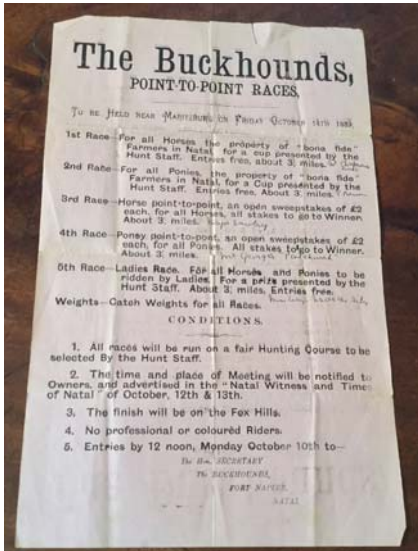 The Buckhounds,
POINT-TO-POINT RACES,
TO BE HELD NEAR MARITZBURG ON FRIDAY OCTOBER 14TH
1st Race—For all Horses the property of "bona fide"
Farmers in Natal, for a cup presented by the
Hunt Staff. Entries free, about 3, miles.
2nd Race—For all Ponies, the property of "bona fide"
Farmers in Natal, for a Cup presented by the
Hunt Staff. Entries free, About 3, miles.
3rd Race—Horse point-to-point, an open sweepstakes of £2
each, for all Horses, all stakes to go to Winner.
About 3, miles.
4th Race—Poney point-to-point, an open sweepstakes of £2
each, for all Ponies. All stakes to go to Winner.
About 3, miles.
5th Race—Ladies Race. For all Horses and Ponies to be
ridden by Ladies. For a prize presented by the
Hunt Staff. About 3, miles. Entries free.
Weights—Catch Weights for all Races.
CONDITIONS.
1. All races will be run on a fair Hunting Course to be
selected By the Hunt Staff.
2. The time and place of Meeting will be notified to
Owners, and advertised in the "Natal Witness and Times
of Natal" of October, 12th & 13th.
3. The finish will be on the Fox Hills.
4. No professional or coloured Riders.
5. Entries by 12 noon, Monday October 10th to—
The Hon. SECRETARY
The BUCKHOUNDS,
FORT NAPIER,
NATAL